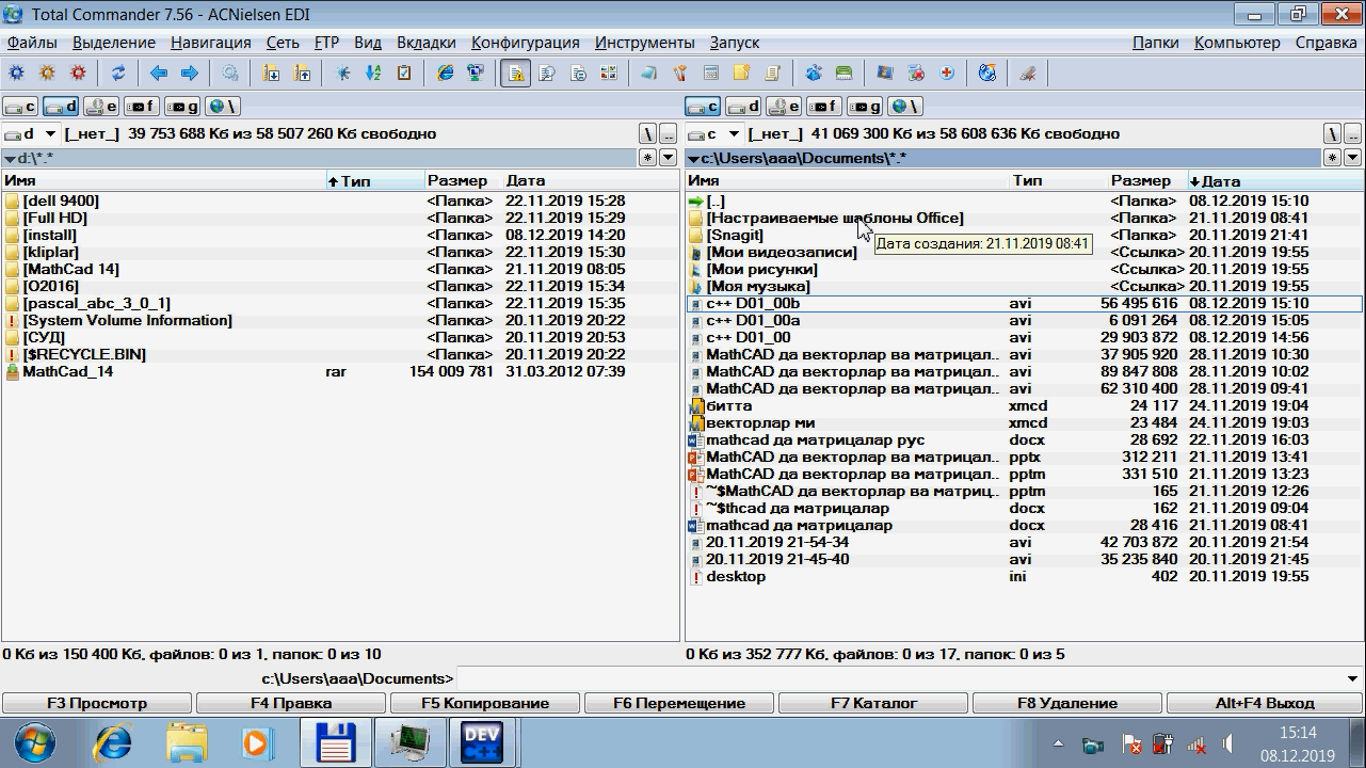 Total Commander 7.56 - ACNielsen EDI
Файлы Выделение Навигация Сеть FTP Вид Вкладки Конфигурация Инструменты Запуск Папки Компьютер Справка
c d e f g \ c d e f g \
d [_нет_] 39 753 688 Кб из 58 507 260 Кб свободно \ .. c [_нет_] 41 069 300 Кб из 58 608 636 Кб свободно \ ..
d:\*.* * c:\Users\aaa\Documents\*.* *
Имя Тип Размер Дата Имя Тип Размер Дата
[dell 9400] <Папка> 22.11.2019 15:28 [..] <Папка> 08.12.2019 15:10
[Full HD] <Папка> 22.11.2019 15:29 [Настраиваемые шаблоны Office] <Папка> 21.11.2019 08:41
[install] <Папка> 08.12.2019 14:20 [Snagit] <Папка> 20.11.2019 21:41
Дата создания: 21.11.2019 08:41
[kliplar] <Папка> 22.11.2019 15:30 [Мои видеозаписи] <Ссылка> 20.11.2019 19:55
[MathCad 14] <Папка> 21.11.2019 08:05 [Мои рисунки] <Ссылка> 20.11.2019 19:55
[O2016] <Папка> 22.11.2019 15:34 [Моя музыка] <Ссылка> 20.11.2019 19:55
[pascal_abc_3_0_1] <Папка> 22.11.2019 15:35 c++ D01_00b avi 56 495 616 08.12.2019 15:10
[System Volume Information] <Папка> 20.11.2019 20:22 c++ D01_00a avi 6 091 264 08.12.2019 15:05
[СУД] <Папка> 20.11.2019 20:53 c++ D01_00 avi 29 903 872 08.12.2019 14:56
[$RECYCLE.BIN] <Папка> 20.11.2019 20:22 MathCAD да векторлар ва матрицал.. avi 37 905 920 28.11.2019 10:30
MathCad_14 rar 154 009 781 31.03.2012 07:39 MathCAD да векторлар ва матрицал.. avi 89 847 808 28.11.2019 10:02
MathCAD да векторлар ва матрицал.. avi 62 310 400 28.11.2019 09:41
битта xmcd 24 117 24.11.2019 19:04
векторлар ми xmcd 23 484 24.11.2019 19:03
mathcad да матрицалар рус docx 28 692 22.11.2019 16:03
MathCAD да векторлар ва матрицал.. pptx 312 211 21.11.2019 13:41
MathCAD да векторлар ва матрицал.. pptm 331 510 21.11.2019 13:23
~$MathCAD да векторлар ва матриц.. pptm 165 21.11.2019 12:26
~$thcad да матрицалар docx 162 21.11.2019 09:04
mathcad да матрицалар docx 28 416 21.11.2019 08:41
20.11.2019 21-54-34 avi 42 703 872 20.11.2019 21:54
20.11.2019 21-45-40 avi 35 235 840 20.11.2019 21:45
desktop ini 402 20.11.2019 19:55
0 Кб из 150 400 Кб, файлов: 0 из 1, папок: 0 из 10 0 Кб из 352 777 Кб, файлов: 0 из 17, папок: 0 из 5
c:\Users\aaa\Documents>
F3 Просмотр F4 Правка F5 Копирование F6 Перемещение F7 Каталог F8 Удаление Alt+F4 Выход
DEV C++
15:14
08.12.2019